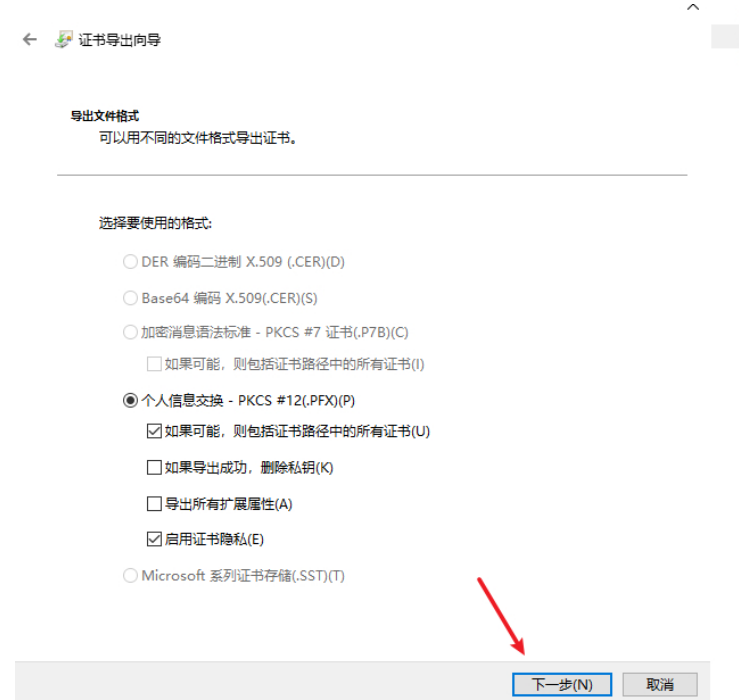 证书导出向导
导出文件格式
可以用不同的文件格式导出证书。
选择要使用的格式:
DER 编码二进制 X.509 (.CER)(D)
Base64 编码 X.509(.CER)(S)
加密消息语法标准 - PKCS #7 证书(.P7B)(C)
如果可能，则包括证书路径中的所有证书(I)
个人信息交换 - PKCS #12(.PFX)(P)
如果可能，则包括证书路径中的所有证书(U)
如果导出成功，删除私钥(K)
导出所有扩展属性(A)
启用证书隐私(E)
Microsoft 系列证书存储(.SST)(T)
下一步(N) 取消